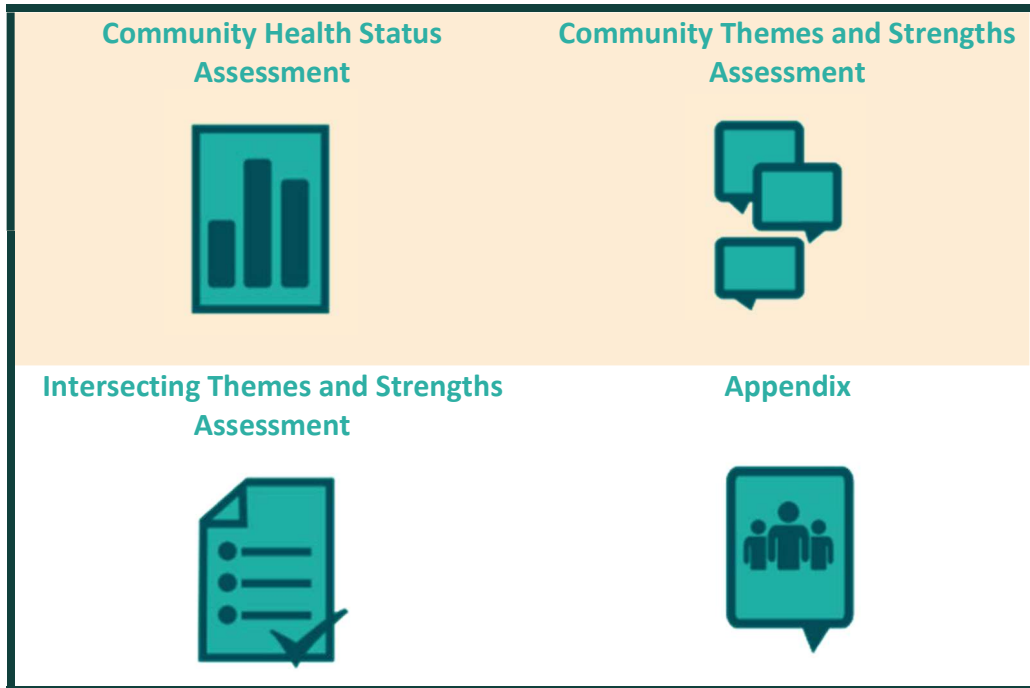 Community Health Status
Assessment
Community Themes and Strengths
Assessment
Intersecting Themes and Strengths
Assessment
Appendix